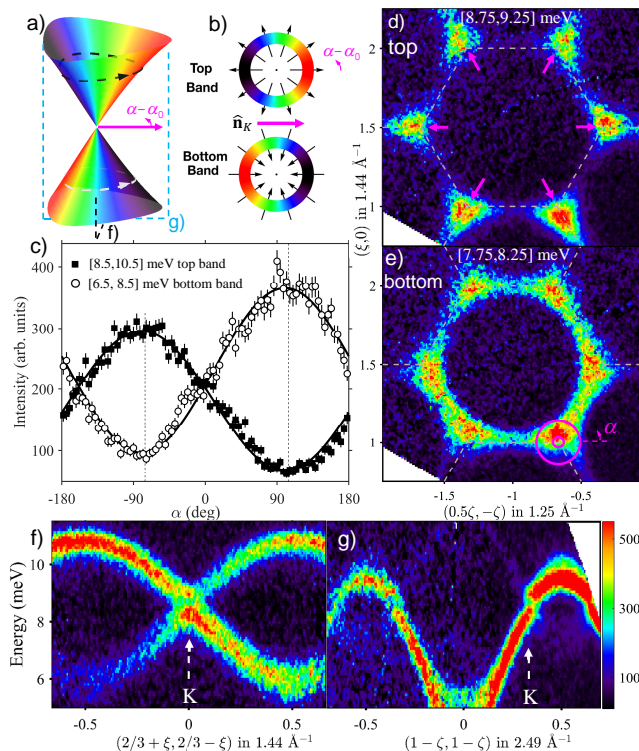 a)
α-α₀
f)
g)
b)
α-α₀
Top
Band
n̂_K
Bottom
Band
c)
[8.5,10.5] meV top band
[6.5, 8.5] meV bottom band
Intensity (arb. units)
400
300
200
100
-180
-90
0
90
180
α (deg)
d)
[8.75,9.25] meV
top
2
1.5
1
(ξ,0) in 1.44 Å⁻¹
e)
[7.75,8.25] meV
bottom
2
1.5
1
α
-1.5
-1
-0.5
(0.5ζ,-ζ) in 1.25 Å⁻¹
f)
Energy (meV)
10
8
6
K
-0.5
0
0.5
(2/3+ξ,2/3-ξ) in 1.44 Å⁻¹
g)
K
-0.5
0
0.5
(1-ζ,1-ζ) in 2.49 Å⁻¹
500
300
100